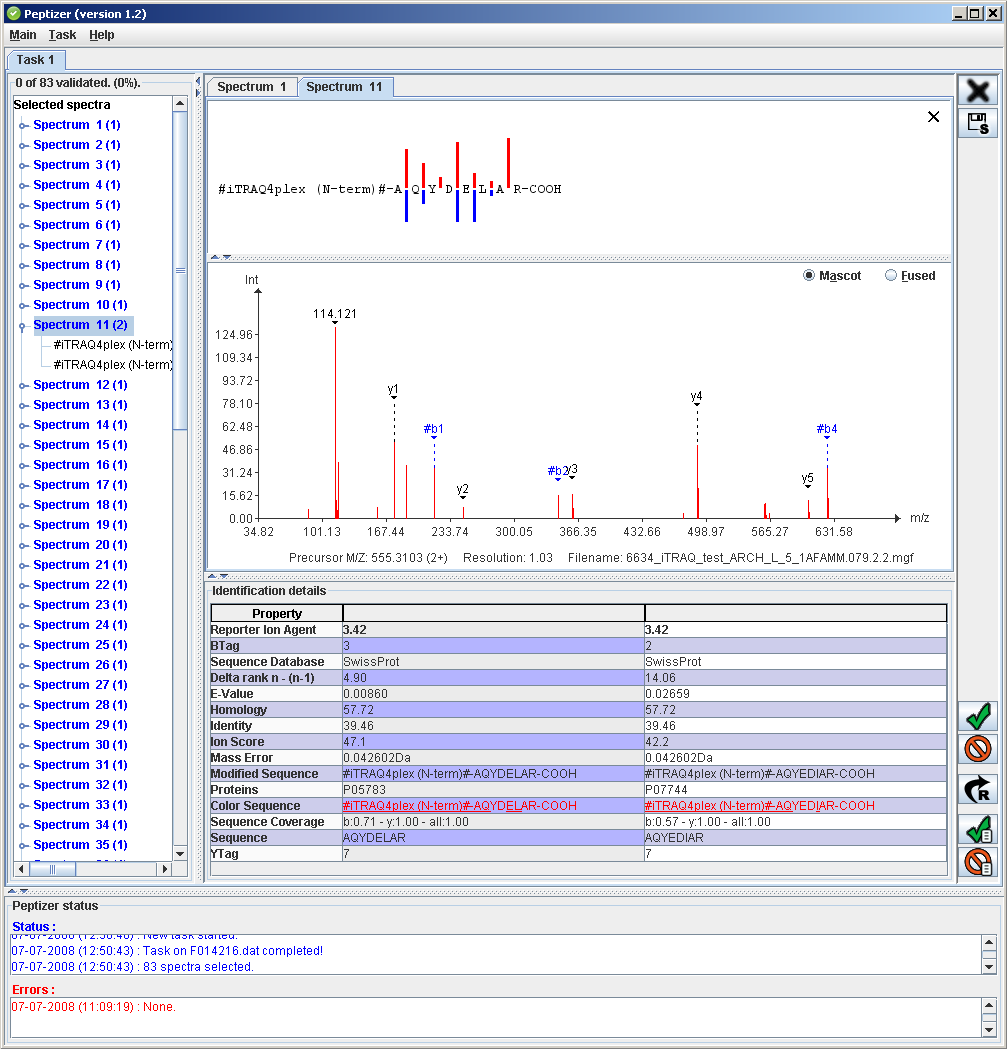 Peptizer (version 1.2)
Main Task Help
Task 1
0 of 83 validated. (0%).
Selected spectra
Spectrum 1 (1)
Spectrum 2 (1)
Spectrum 3 (1)
Spectrum 4 (1)
Spectrum 5 (1)
Spectrum 6 (1)
Spectrum 7 (1)
Spectrum 8 (1)
Spectrum 9 (1)
Spectrum 10 (1)
Spectrum 11 (2)
#iTRAQ4plex (N-term)
#iTRAQ4plex (N-term)
Spectrum 12 (1)
Spectrum 13 (1)
Spectrum 14 (1)
Spectrum 15 (1)
Spectrum 16 (1)
Spectrum 17 (1)
Spectrum 18 (1)
Spectrum 19 (1)
Spectrum 20 (1)
Spectrum 21 (1)
Spectrum 22 (1)
Spectrum 23 (1)
Spectrum 24 (1)
Spectrum 25 (1)
Spectrum 26 (1)
Spectrum 27 (1)
Spectrum 28 (1)
Spectrum 29 (1)
Spectrum 30 (1)
Spectrum 31 (1)
Spectrum 32 (1)
Spectrum 33 (1)
Spectrum 34 (1)
Spectrum 35 (1)
Spectrum 1 Spectrum 11
#iTRAQ4plex (N-term)#-A Q Y D E L A R-COOH
Int
Mascot Fused
114.121
124.96
109.34
93.72
78.10
62.48
46.86
31.24
15.62
0.00
y1
#b1
y2
#b2
y3
y4
y5
#b4
34.82 101.13 167.44 233.74 300.05 366.35 432.66 498.97 565.27 631.58 m/z
Precursor M/Z: 555.3103 (2+) Resolution: 1.03 Filename: 6634_iTRAQ_test_ARCH_L_5_1AFAMM.079.2.2.mgf
Identification details
Property
Reporter Ion Agent 3.42 3.42
BTag 3 2
Sequence Database SwissProt SwissProt
Delta rank n - (n-1) 4.90 14.06
E-Value 0.00860 0.02659
Homology 57.72 57.72
Identity 39.46 39.46
Ion Score 47.1 42.2
Mass Error 0.042602Da 0.042602Da
Modified Sequence #iTRAQ4plex (N-term)#-AQYDELAR-COOH #iTRAQ4plex (N-term)#-AQYEDIAR-COOH
Proteins P05783 P07744
Color Sequence #iTRAQ4plex (N-term)#-AQYDELAR-COOH #iTRAQ4plex (N-term)#-AQYEDIAR-COOH
Sequence Coverage b:0.71 - y:1.00 - all:1.00 b:0.57 - y:1.00 - all:1.00
Sequence AQYDELAR AQYEDIAR
YTag 7 7
S
R
Peptizer status
Status :
07-07-2008 (12:50:40) : New task started.
07-07-2008 (12:50:43) : Task on F014216.dat completed!
07-07-2008 (12:50:43) : 83 spectra selected.
Errors :
07-07-2008 (11:09:19) : None.